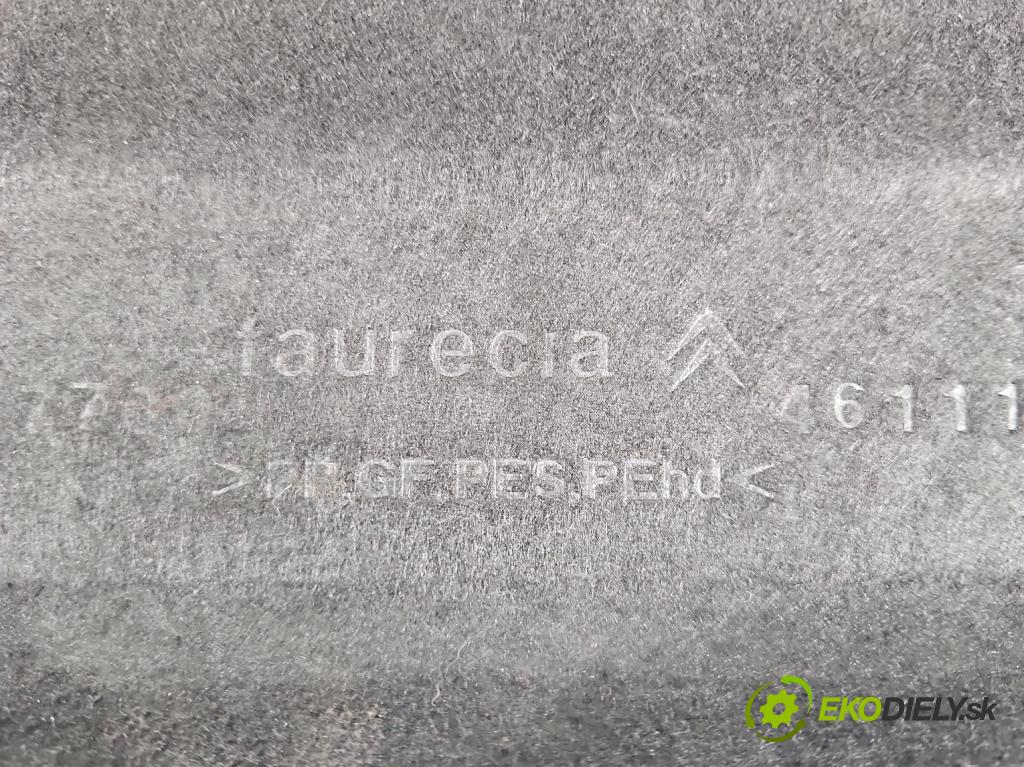 faurecia
46111
>PP.GF.PES.PEhd<
EKODIELY.sk